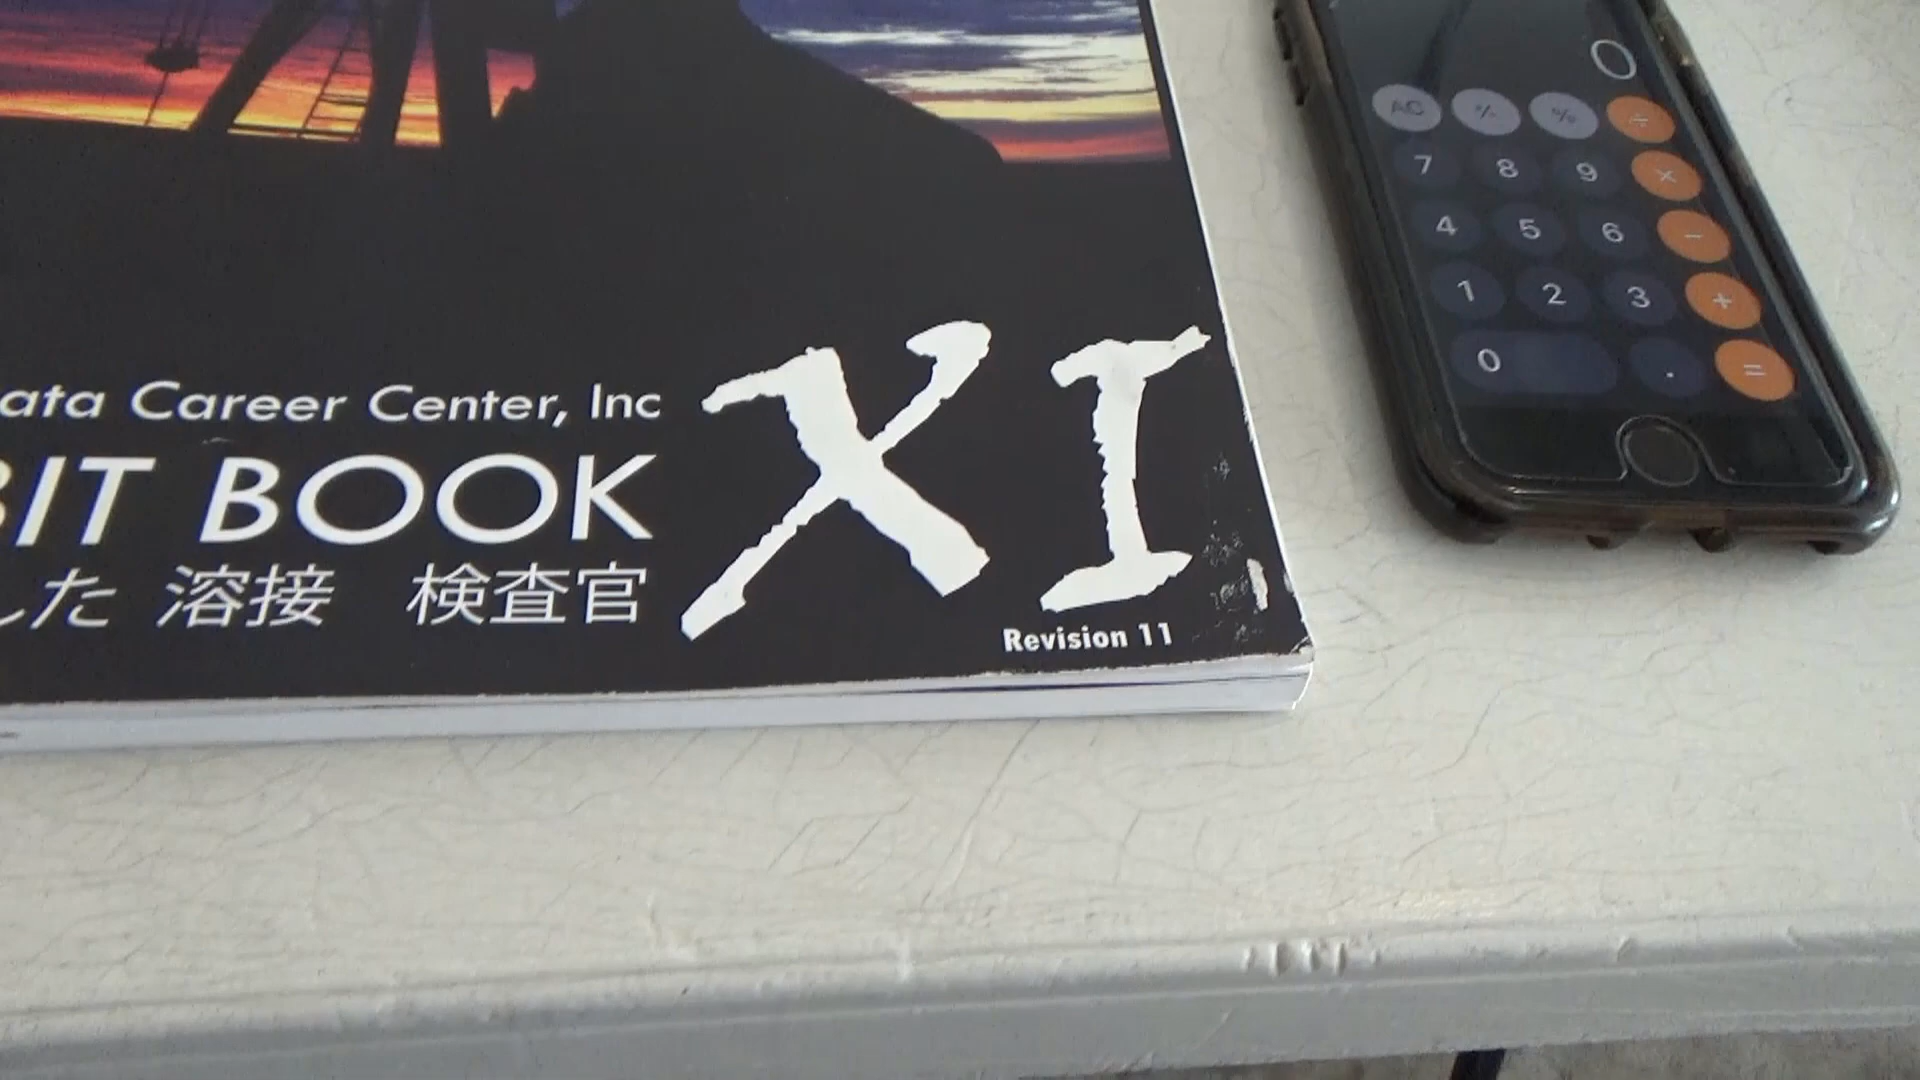 ata Career Center, Inc
BIT BOOK
した 溶接 検査官
XI
Revision 11
0
AC % ÷
7 8 9 ×
4 5 6 −
1 2 3 +
0 . =